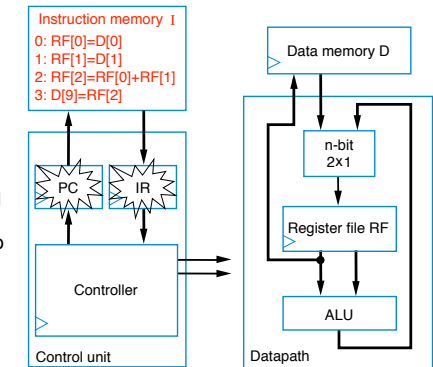 Instruction memory I
0: RF[0]=D[0]
1: RF[1]=D[1]
2: RF[2]=RF[0]+RF[1]
3: D[9]=RF[2]
PC
IR
Controller
Control unit
Data memory D
n-bit
2x1
Register file RF
ALU
Datapath